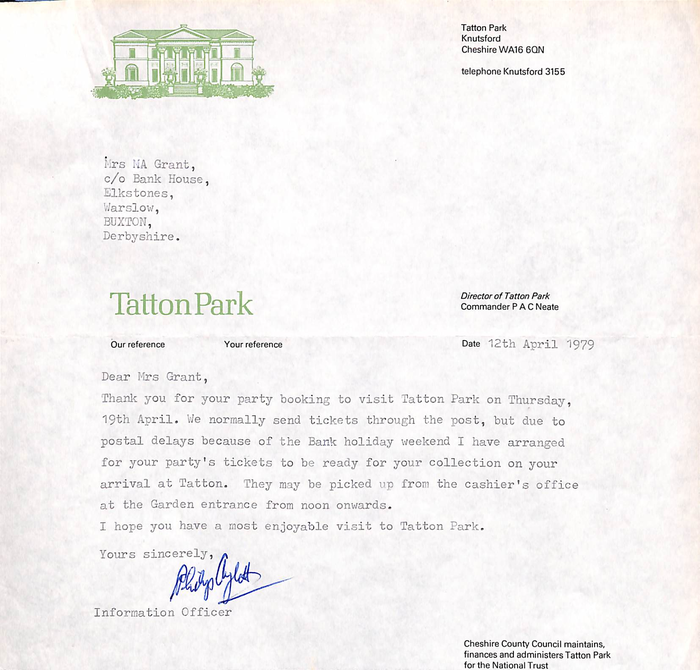 Tatton Park
Knutsford
Cheshire WA16 6QN
telephone Knutsford 3155
Mrs MA Grant,
c/o Bank House,
Elkstones,
Warslow,
BUXTON,
Derbyshire.
Tatton Park
Director of Tatton Park
Commander P A C Neate
Our reference Your reference Date 12th April 1979
Dear Mrs Grant,
Thank you for your party booking to visit Tatton Park on Thursday,
19th April. We normally send tickets through the post, but due to
postal delays because of the Bank holiday weekend I have arranged
for your party's tickets to be ready for your collection on your
arrival at Tatton. They may be picked up from the cashier's office
at the Garden entrance from noon onwards.
I hope you have a most enjoyable visit to Tatton Park.
Yours sincerely,
Information Officer
Cheshire County Council maintains,
finances and administers Tatton Park
for the National Trust